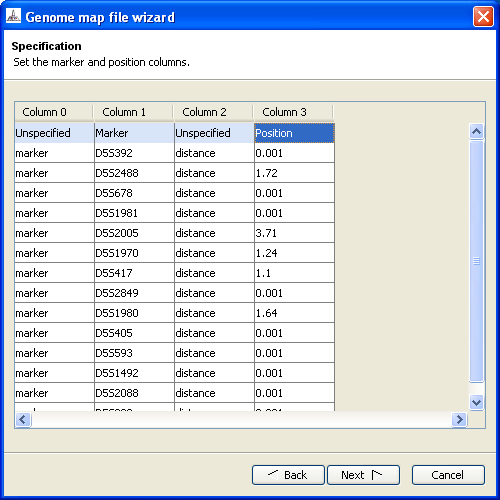 Genome map file wizard
Specification
Set the marker and position columns.
Column 0 Column 1 Column 2 Column 3
Unspecified Marker Unspecified Position
marker D5S392 distance 0.001
marker D5S2488 distance 1.72
marker D5S678 distance 0.001
marker D5S1981 distance 0.001
marker D5S2005 distance 3.71
marker D5S1970 distance 1.24
marker D5S417 distance 1.1
marker D5S2849 distance 0.001
marker D5S1980 distance 1.64
marker D5S405 distance 0.001
marker D5S593 distance 0.001
marker D5S1492 distance 0.001
marker D5S2088 distance 0.001
Back Next Cancel